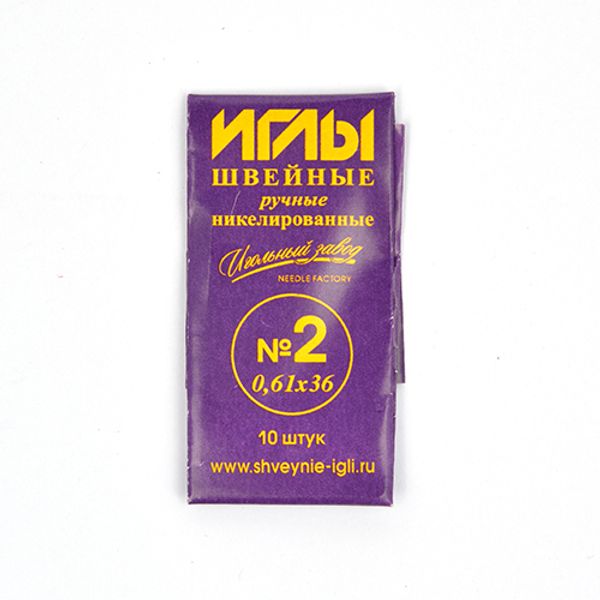 ИГЛЫ
ШВЕЙНЫЕ
ручные
никелированные
Игольный завод
NEEDLE FACTORY
№2
0,61x36
10 штук
www.shveynie-igli.ru